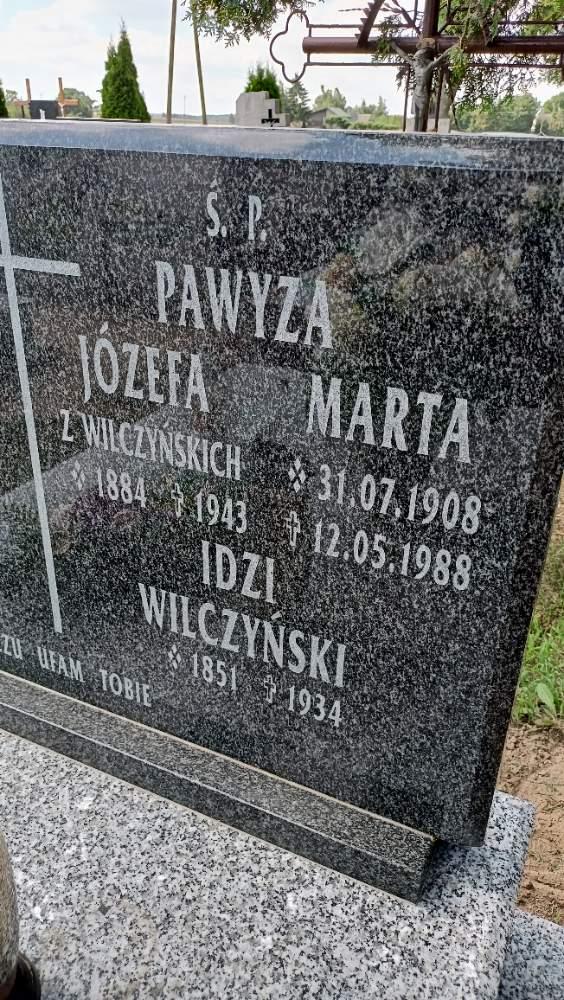 Ś. P.
PAWYZA
JÓZEFA MARTA
Z WILCZYŃSKICH
1884 1943
31.07.1908
12.05.1988
IDZI
WILCZYŃSKI
1851 1934
UFAM TOBIE